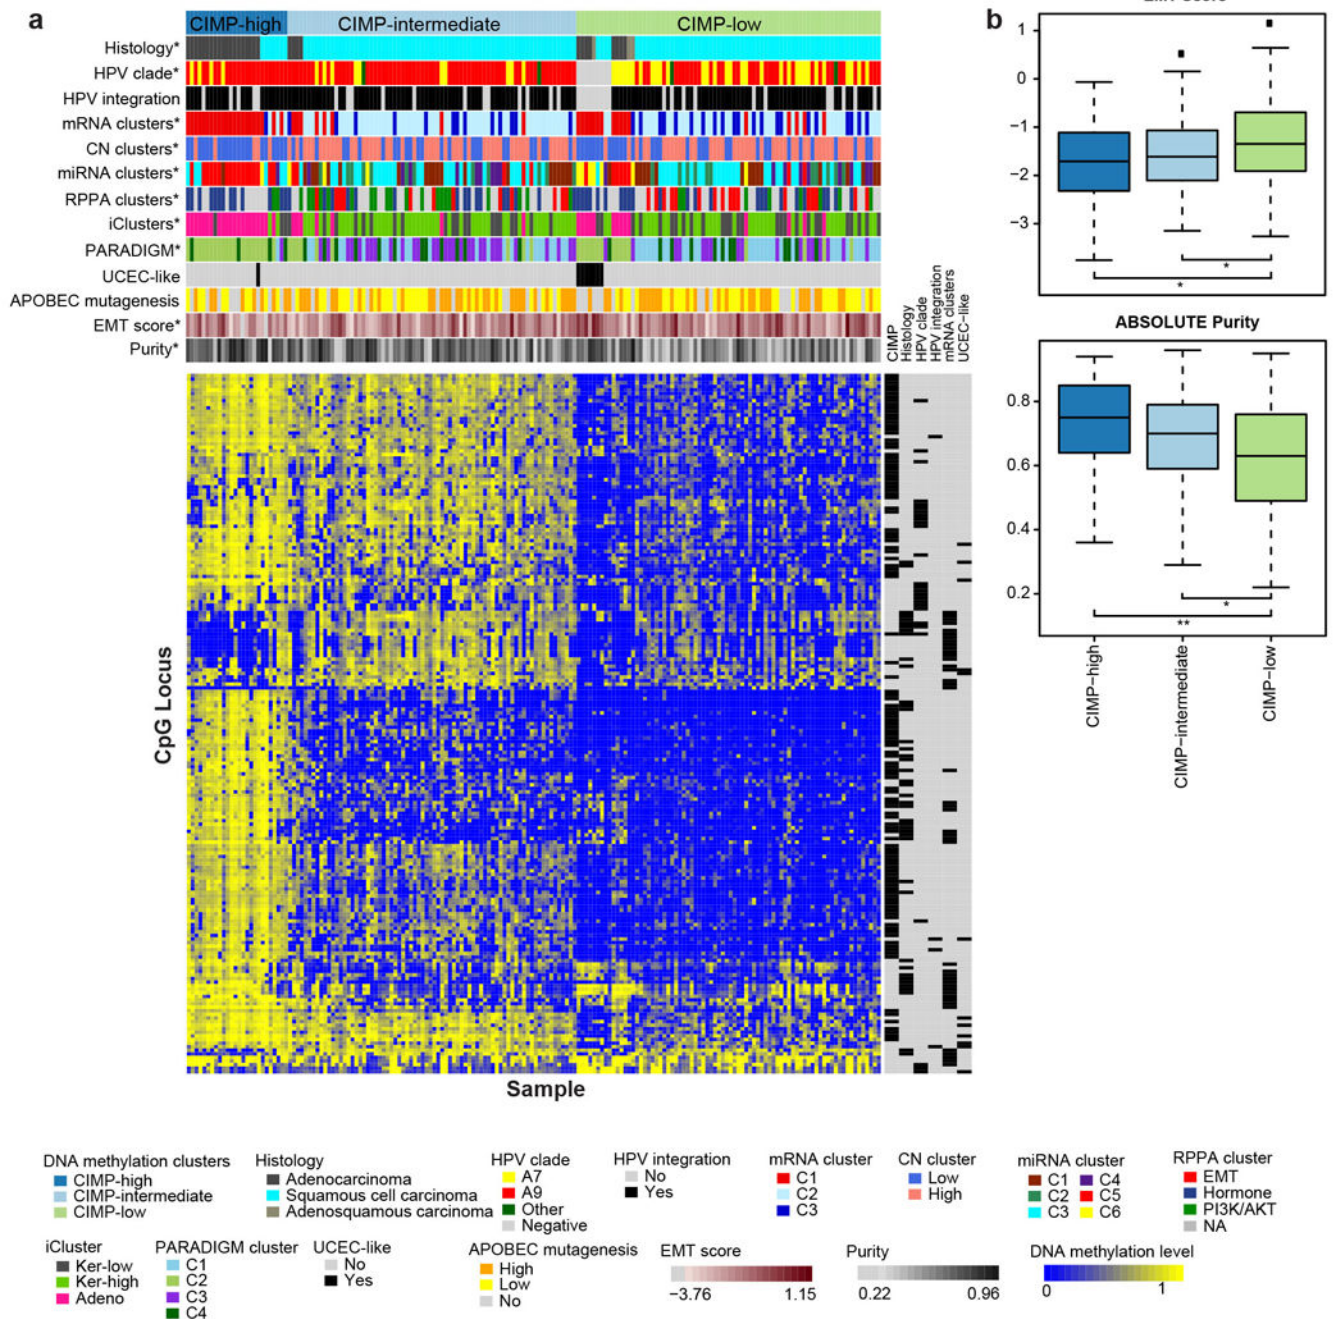 a
CIMP-high
CIMP-intermediate
CIMP-low
Histology*
HPV clade*
HPV integration
mRNA clusters*
CN clusters*
miRNA clusters*
RPPA clusters*
iClusters*
PARADIGM*
UCEC-like
APOBEC mutagenesis
EMT score*
Purity*
CIMP
Histology
HPV clade
HPV integration
mRNA clusters
UCEC-like
CpG Locus
Sample
b
1
0
−1
−2
−3
*
*
ABSOLUTE Purity
0.8
0.6
0.4
0.2
*
**
CIMP−high
CIMP−intermediate
CIMP−low
DNA methylation clusters
CIMP-high
CIMP-intermediate
CIMP-low
Histology
Adenocarcinoma
Squamous cell carcinoma
Adenosquamous carcinoma
HPV clade
A7
A9
Other
Negative
HPV integration
No
Yes
mRNA cluster
C1
C2
C3
CN cluster
Low
High
miRNA cluster
C1
C2
C3
C4
C5
C6
RPPA cluster
EMT
Hormone
PI3K/AKT
NA
iCluster
Ker-low
Ker-high
Adeno
PARADIGM cluster
C1
C2
C3
C4
UCEC-like
No
Yes
APOBEC mutagenesis
High
Low
No
EMT score
−3.76 1.15
Purity
0.22 0.96
DNA methylation level
0 1